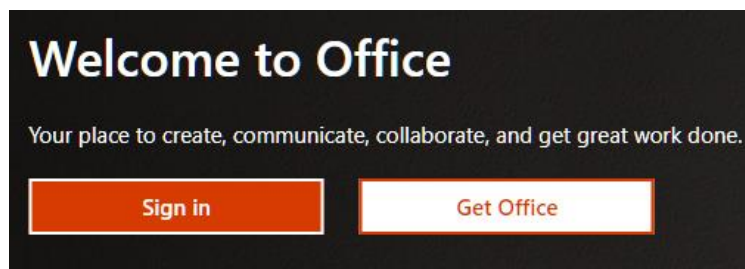 Welcome to Office
Your place to create, communicate, collaborate, and get great work done.
Sign in
Get Office